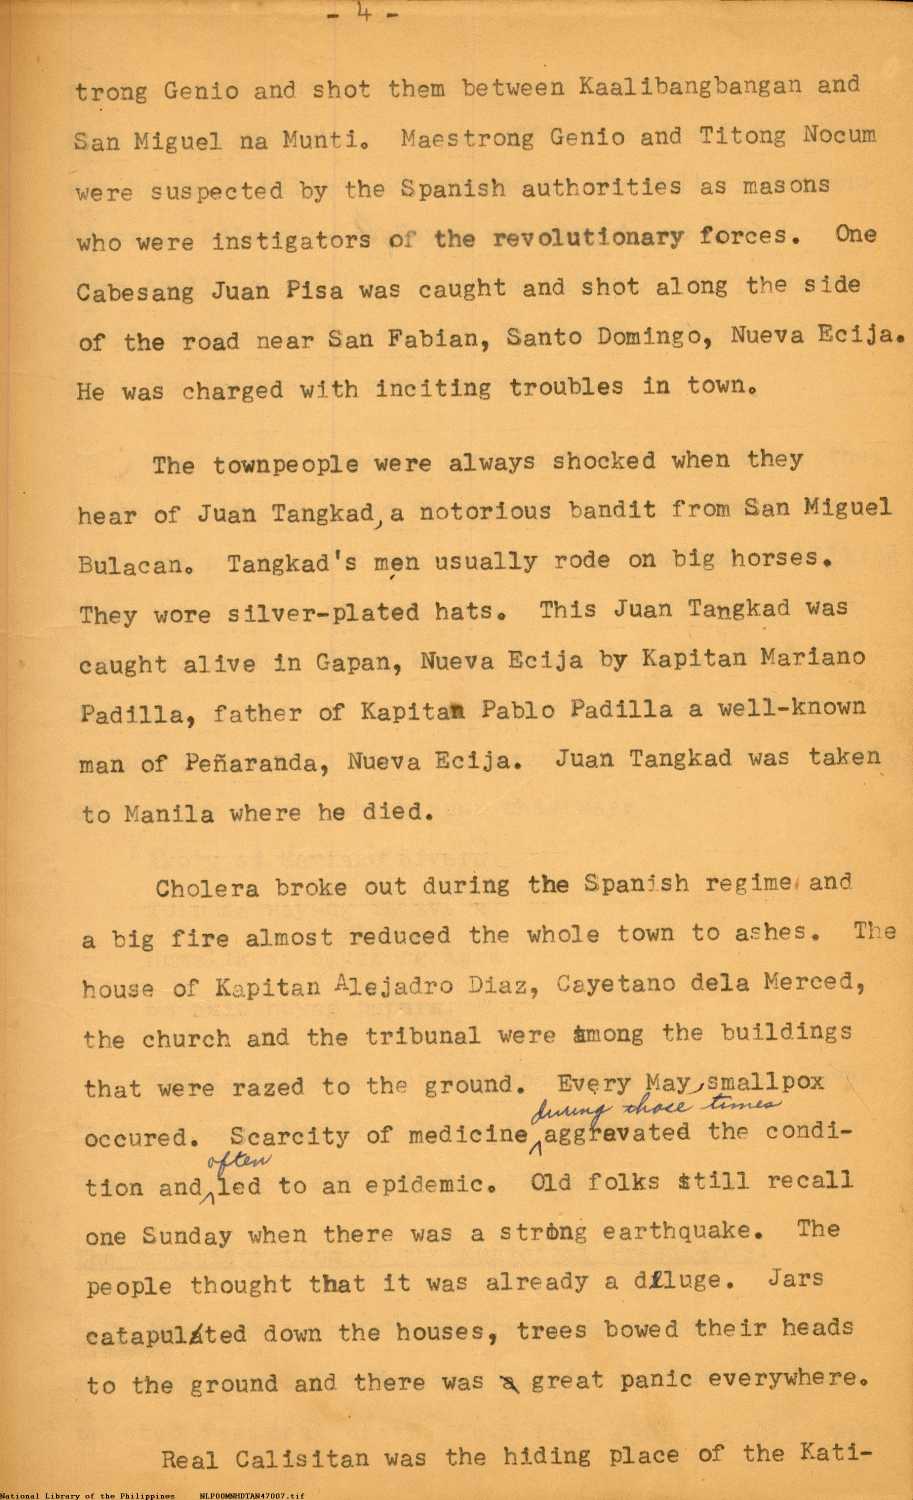 - 4 -
trong Genio and shot them between Kaalibangbangan and
San Miguel na Munti. Maestrong Genio and Titong Nocum
were suspected by the Spanish authorities as masons
who were instigators of the revolutionary forces. One
Cabesang Juan Pisa was caught and shot along the side
of the road near San Fabian, Santo Domingo, Nueva Ecija.
He was charged with inciting troubles in town.
The townpeople were always shocked when they
hear of Juan Tangkad, a notorious bandit from San Miguel
Bulacan. Tangkad's men usually rode on big horses.
They wore silver-plated hats. This Juan Tangkad was
caught alive in Gapan, Nueva Ecija by Kapitan Mariano
Padilla, father of Kapitan Pablo Padilla a well-known
man of Peñaranda, Nueva Ecija. Juan Tangkad was taken
to Manila where he died.
Cholera broke out during the Spanish regime and
a big fire almost reduced the whole town to ashes. The
house of Kapitan Alejadro Diaz, Cayetano dela Merced,
the church and the tribunal were among the buildings
that were razed to the ground. Every May, smallpox
during those times
occured. Scarcity of medicine aggravated the condi-
often
tion and led to an epidemic. Old folks still recall
one Sunday when there was a strong earthquake. The
people thought that it was already a deluge. Jars
catapulted down the houses, trees bowed their heads
to the ground and there was a great panic everywhere.
Real Calisitan was the hiding place of the Kati-
National Library of the Philippines NLP00MNHDTAN47007.tif